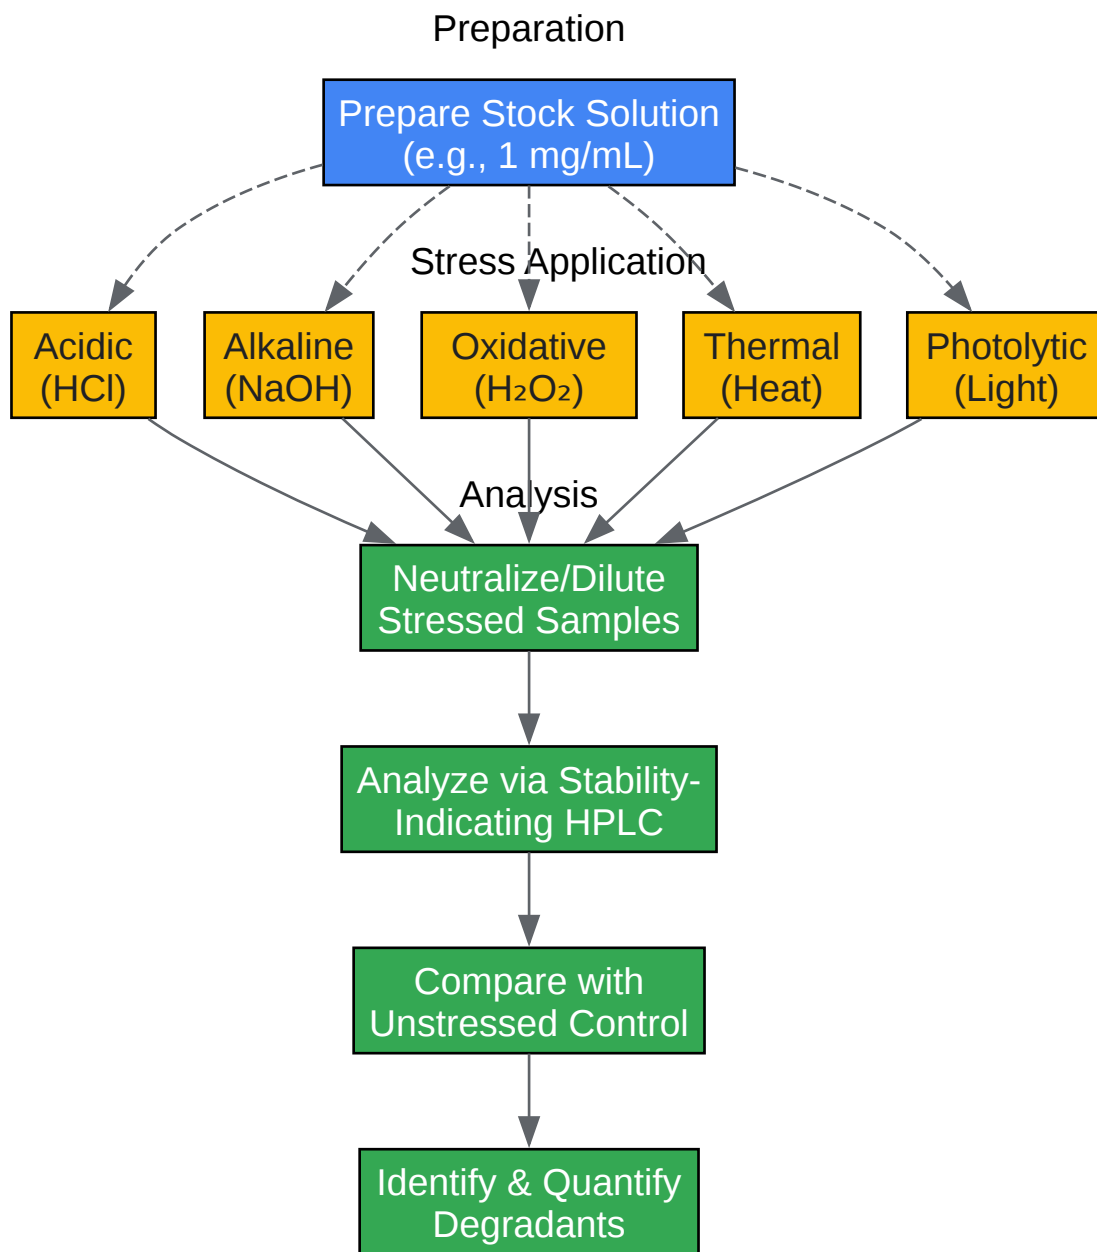 Preparation
Prepare Stock Solution
(e.g., 1 mg/mL)
Stress Application
Acidic
(HCl)
Alkaline
(NaOH)
Oxidative
(H₂O₂)
Thermal
(Heat)
Photolytic
(Light)
Analysis
Neutralize/Dilute
Stressed Samples
Analyze via Stability-
Indicating HPLC
Compare with
Unstressed Control
Identify & Quantify
Degradants